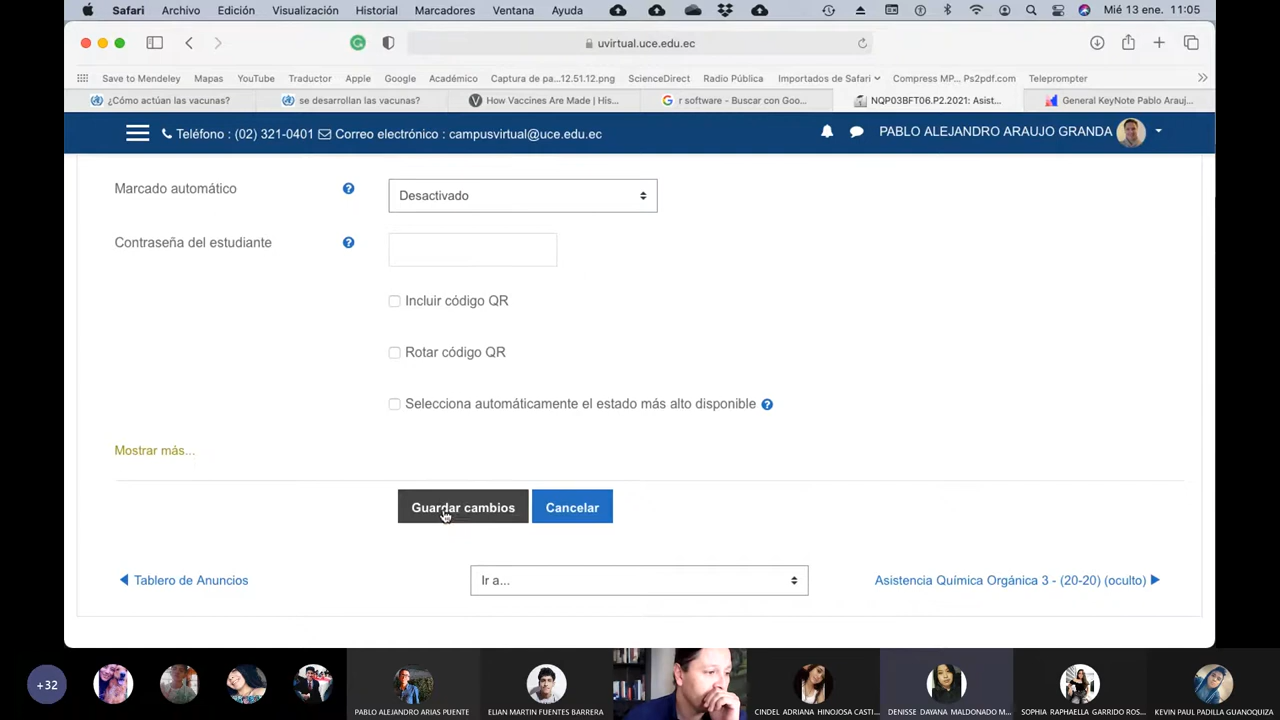 Safari Archivo Edición Visualización Historial Marcadores Ventana Ayuda Mié 13 ene. 11:05
uvirtual.uce.edu.ec
Save to Mendeley Mapas YouTube Traductor Apple Google Académico Captura de pa...12.51.12.png ScienceDirect Radio Pública Importados de Safari Compress MP... Ps2pdf.com Teleprompter
¿Cómo actúan las vacunas? se desarrollan las vacunas? How Vaccines Are Made | His... r software - Buscar con Goo... NQP03BFT06.P2.2021: Asist... General KeyNote Pablo Arauj...
Teléfono : (02) 321-0401 Correo electrónico : campusvirtual@uce.edu.ec PABLO ALEJANDRO ARAUJO GRANDA
Marcado automático Desactivado
Contraseña del estudiante
Incluir código QR
Rotar código QR
Selecciona automáticamente el estado más alto disponible
Mostrar más...
Guardar cambios Cancelar
Tablero de Anuncios Ir a... Asistencia Química Orgánica 3 - (20-20) (oculto)
+32
PABLO ALEJANDRO ARIAS PUENTE ELIAN MARTIN FUENTES BARRERA CINDEL ADRIANA HINOJOSA CASTI... DENISSE DAYANA MALDONADO M... SOPHIA RAPHAELLA GARRIDO ROS... KEVIN PAUL PADILLA GUANOQUIZA